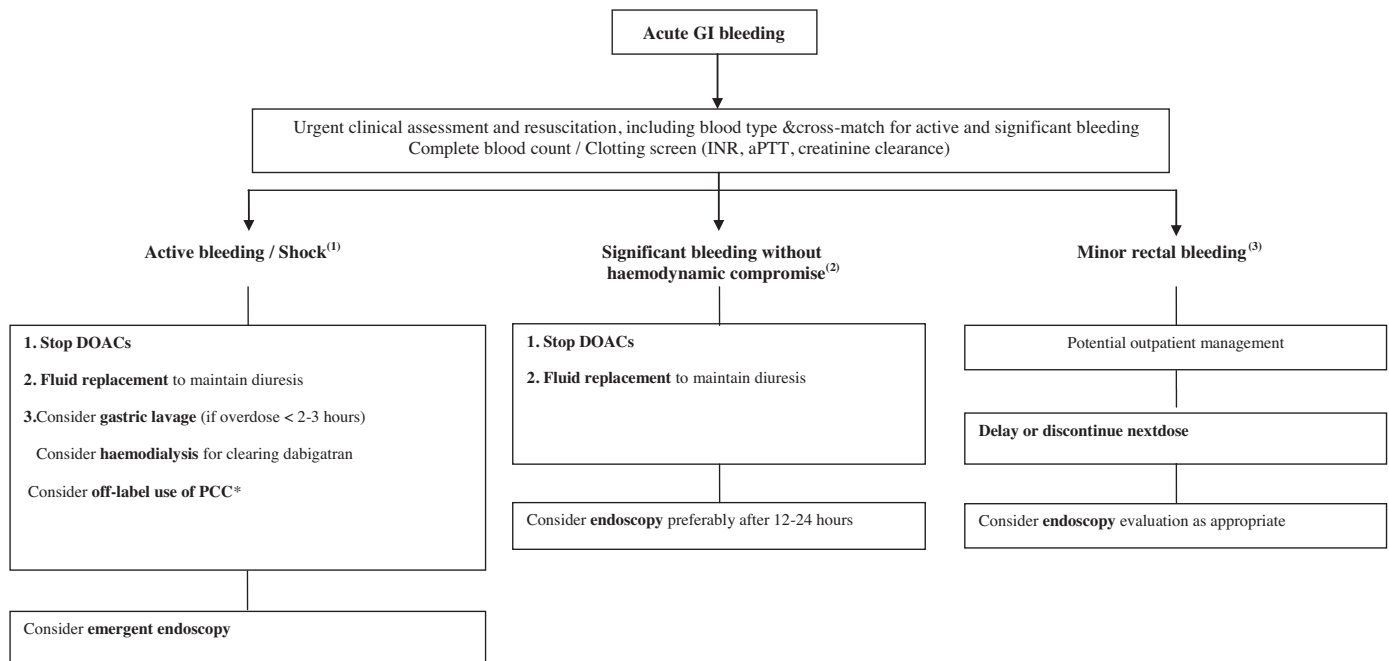 Acute GI bleeding
Urgent clinical assessment and resuscitation, including blood type &cross-match for active and significant bleeding
Complete blood count / Clotting screen (INR, aPTT, creatinine clearance)
Active bleeding / Shock(1)
1. Stop DOACs
2. Fluid replacement to maintain diuresis
3.Consider gastric lavage (if overdose < 2-3 hours)
Consider haemodialysis for clearing dabigatran
Consider off-label use of PCC*
Consider emergent endoscopy
Significant bleeding without
haemodynamic compromise(2)
1. Stop DOACs
2. Fluid replacement to maintain diuresis
Consider endoscopy preferably after 12-24 hours
Minor rectal bleeding(3)
Potential outpatient management
Delay or discontinue nextdose
Consider endoscopy evaluation as appropriate